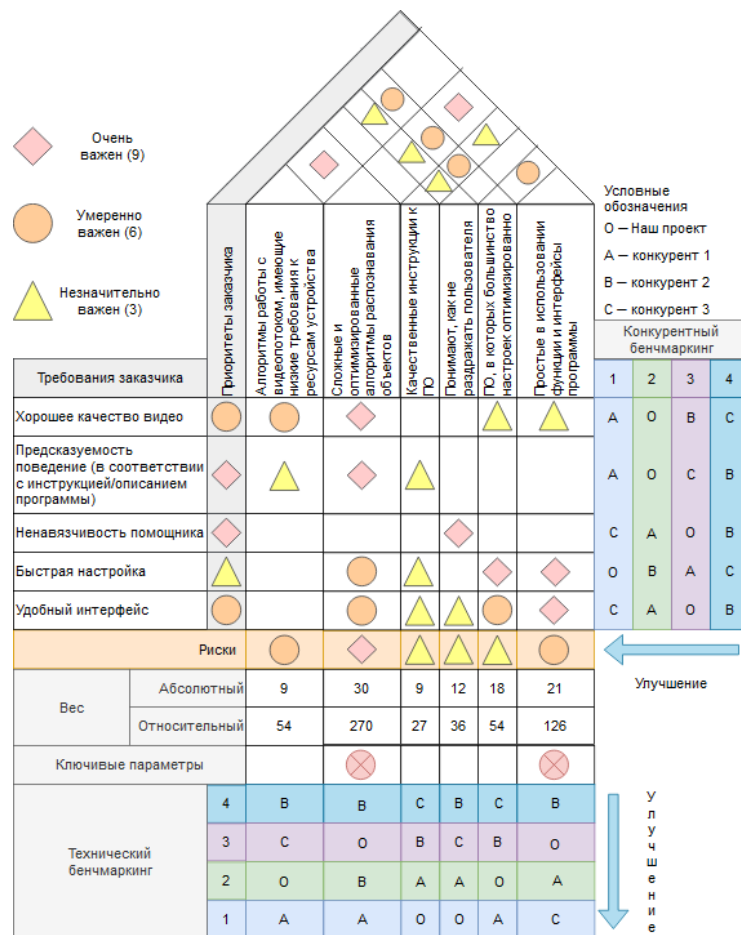 Очень
важен (9)
Умеренно
важен (6)
Незначительно
важен (3)
Условные
обозначения
О – Наш проект
А – конкурент 1
В – конкурент 2
С – конкурент 3
Приоритеты заказчика
Алгоритмы работы с
видеопотоком, имеющие
низкие требования к
ресурсам устройства
Сложные и
оптимизированные
алгоритмы распознавания
объектов
Качественные инструкции к
ПО
Понимают, как не
раздражать пользователя
ПО, в которых большинство
настроек оптимизированно
Простые в использовании
функции и интерфейсы
программы
Конкурентный
бенчмаркинг
Требования заказчика
1 2 3 4
Хорошее качество видео
А О В С
Предсказуемость
поведение (в соответствии
с инструкцией/описанием
программы)
А О С В
Ненавязчивость помощника
С А О В
Быстрая настройка
О В А С
Удобный интерфейс
С А О В
Риски
Улучшение
Вес
Абсолютный 9 30 9 12 18 21
Относительный 54 270 27 36 54 126
Ключивые параметры
Технический
бенчмаркинг
4 В В С В С В
3 С О В С В О
2 О В А А О А
1 А А О О А С
Улучшение